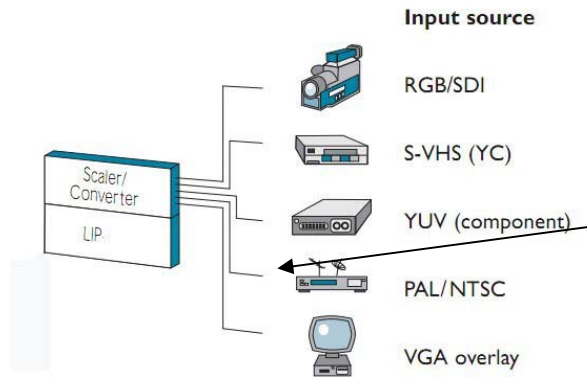 Input source
RGB/SDI
S-VHS (YC)
Scaler/
Converter
LIP.
YUV (component)
PAL/NTSC
VGA overlay